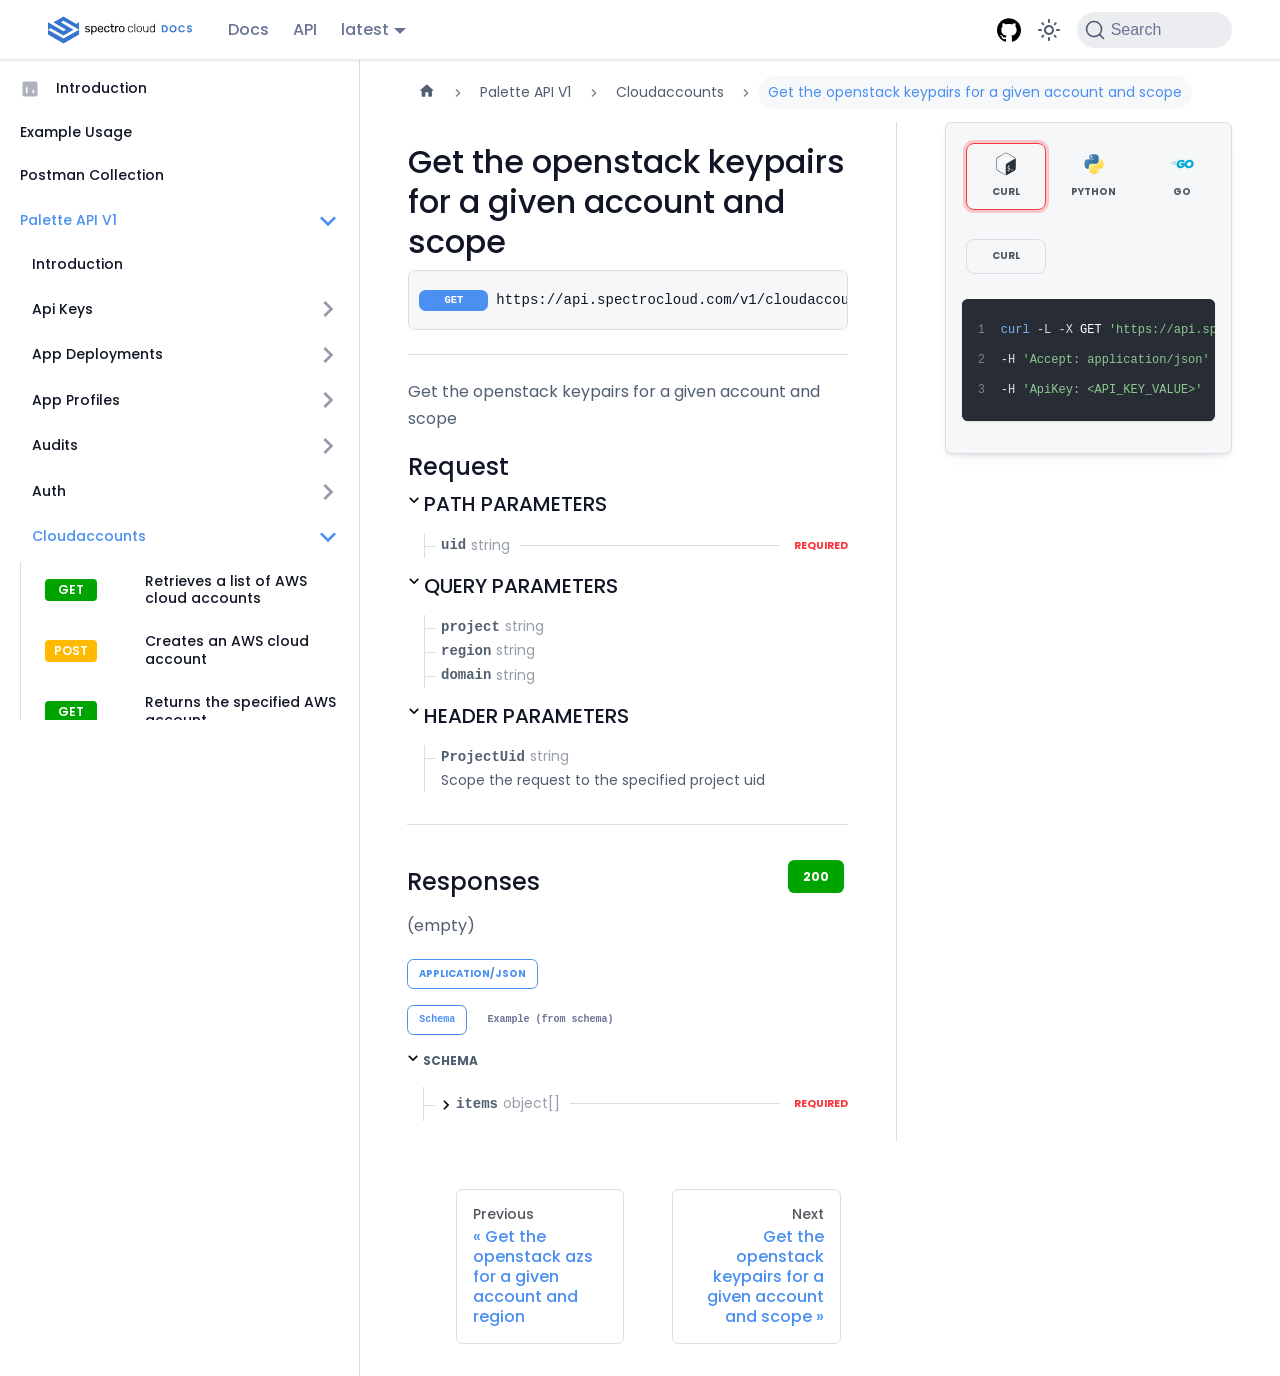 spectro cloud DOCS
Docs
API
latest
Search
Introduction
Example Usage
Postman Collection
Palette API V1
Introduction
Api Keys
App Deployments
App Profiles
Audits
Auth
Cloudaccounts
GET
Retrieves a list of AWS
cloud accounts
POST
Creates an AWS cloud
account
GET
Returns the specified AWS
account
Palette API V1
Cloudaccounts
Get the openstack keypairs for a given account and scope
Get the openstack keypairs
for a given account and
scope
GET https://api.spectrocloud.com/v1/cloudaccou
Get the openstack keypairs for a given account and
scope
Request
PATH PARAMETERS
uid string REQUIRED
QUERY PARAMETERS
project string
region string
domain string
HEADER PARAMETERS
ProjectUid string
Scope the request to the specified project uid
Responses
200
(empty)
APPLICATION/JSON
Schema
Example (from schema)
SCHEMA
items object[] REQUIRED
Previous
« Get the
openstack azs
for a given
account and
region
Next
Get the
openstack
keypairs for a
given account
and scope »
CURL
PYTHON
GO
CURL
1 curl -L -X GET 'https://api.sp
2 -H 'Accept: application/json'
3 -H 'ApiKey: <API_KEY_VALUE>'